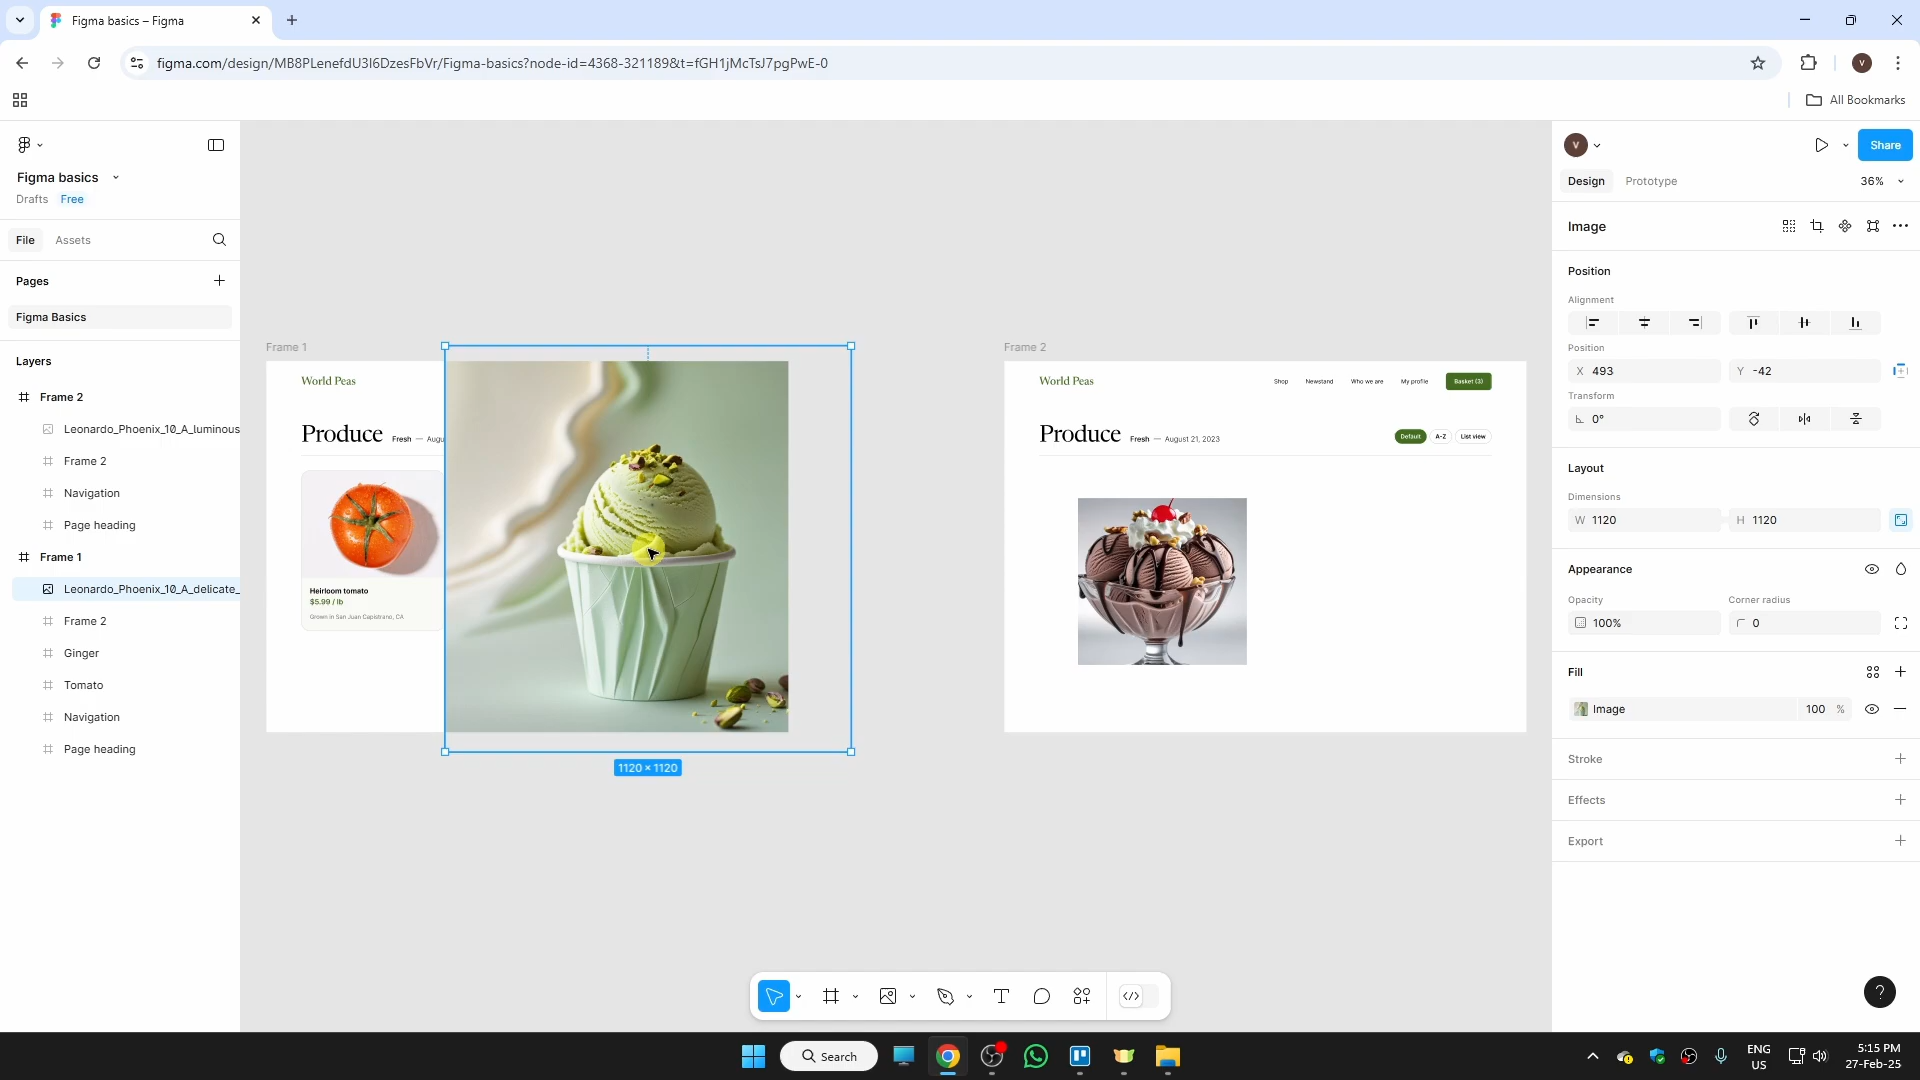 Figma basics – Figma
figma.com/design/MB8PLenefdU3I6DzesFbVr/Figma-basics?node-id=4368-321189&t=fGH1jMcTsJ7pgPwE-0
V
All Bookmarks
Figma basics
Drafts
Free
File
Assets
Pages
Figma Basics
Layers
Frame 2
Leonardo_Phoenix_10_A_luminous
Frame 2
Navigation
Page heading
Frame 1
Leonardo_Phoenix_10_A_delicate_
Frame 2
Ginger
Tomato
Navigation
Page heading
Frame 1
World Peas
Produce
Fresh — Augu
Heirloom tomato
$5.99 / lb
Grown in San Juan Capistrano, CA
1120 × 1120
Frame 2
World Peas
Shop
Newstand
Who we are
My profile
Basket (3)
Produce
Fresh — August 21, 2023
Default
A-Z
List view
V
Share
Design
Prototype
36%
Image
Position
Alignment
Position
X 493
Y -42
Transform
0°
Layout
Dimensions
W 1120
H 1120
Appearance
Opacity
Corner radius
100%
0
Fill
Image
100 %
Stroke
Effects
Export
?
Search
ENG
US
5:15 PM
27-Feb-25